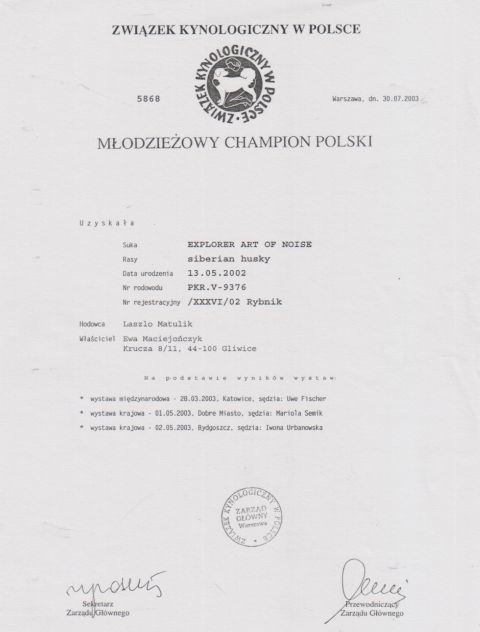 ZWIĄZEK KYNOLOGICZNY W POLSCE
ZWIĄZEK KYNOLOGICZNY W POLSCE
5868
Warszawa, dn. 30.07.2003
MŁODZIEŻOWY CHAMPION POLSKI
Uzyskała
Suka EXPLORER ART OF NOISE
Rasy siberian husky
Data urodzenia 13.05.2002
Nr rodowodu PKR.V-9376
Nr rejestracyjny /XXXVI/02 Rybnik
Hodowca Laszlo Matulik
Właściciel Ewa Maciejończyk
Krucza 8/11, 44-100 Gliwice
Na podstawie wyników wystaw:
* wystawa międzynarodowa - 28.03.2003, Katowice, sędzia: Uwe Fischer
* wystawa krajowa - 01.05.2003, Dobre Miasto, sędzia: Mariola Semik
* wystawa krajowa - 02.05.2003, Bydgoszcz, sędzia: Iwona Urbanowska
ZWIĄZEK KYNOLOGICZNY W POLSCE
ZARZĄD
GŁÓWNY
Warszawa
Sekretarz
Zarządu Głównego
Przewodniczący
Zarządu Głównego